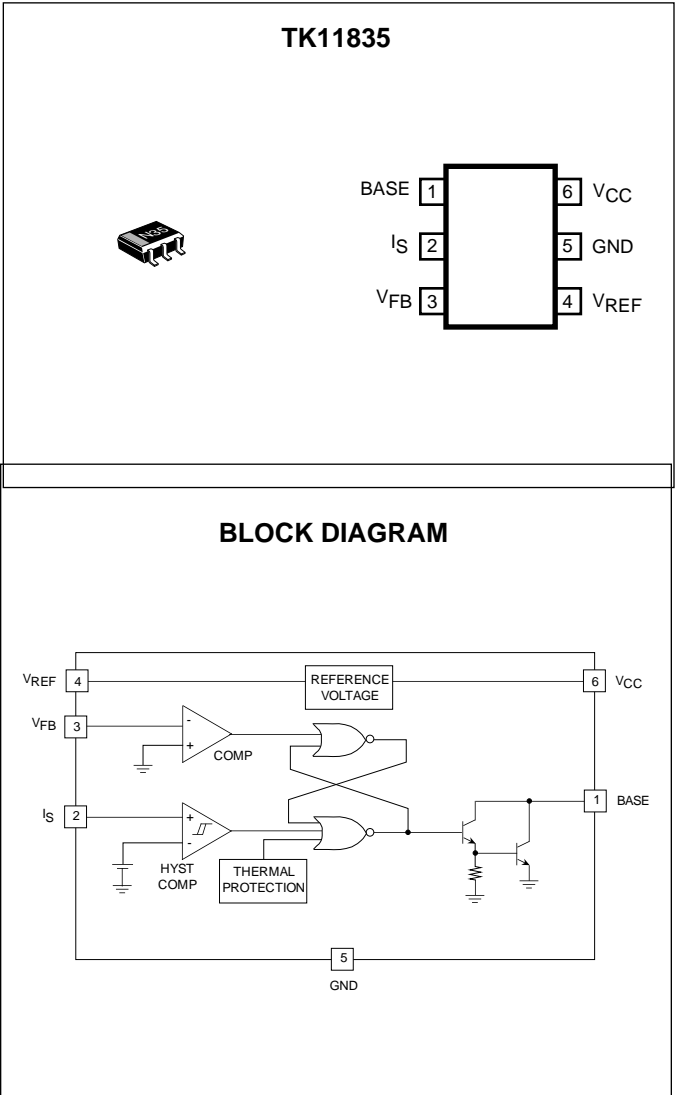 TK11835
N35
BASE 1 6 VCC
IS 2 5 GND
VFB 3 4 VREF
BLOCK DIAGRAM
VREF 4 REFERENCE VOLTAGE 6 VCC
VFB 3 - +
COMP
IS 2 + -
1 BASE
HYST
COMP
THERMAL
PROTECTION
5
GND